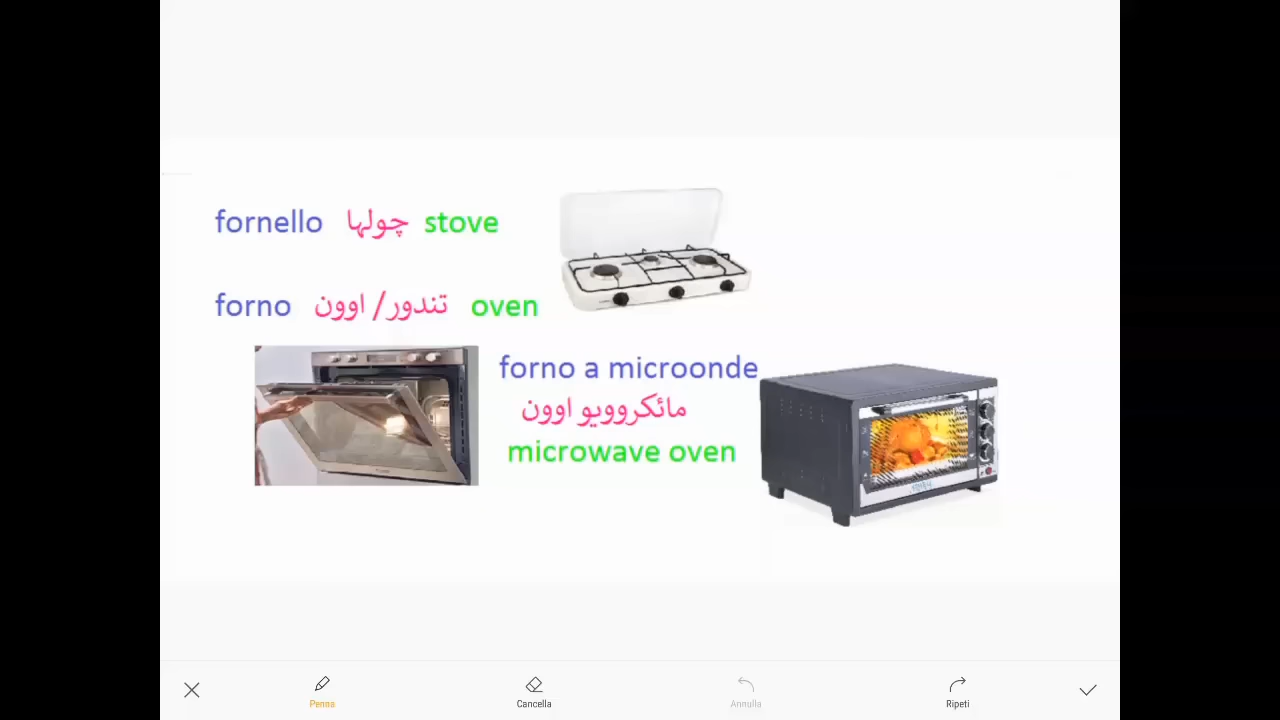 fornello چولہا stove
forno تندور/ اوون oven
forno a microonde
مائکروویو اوون
microwave oven
Penna Cancella Annulla Ripeti